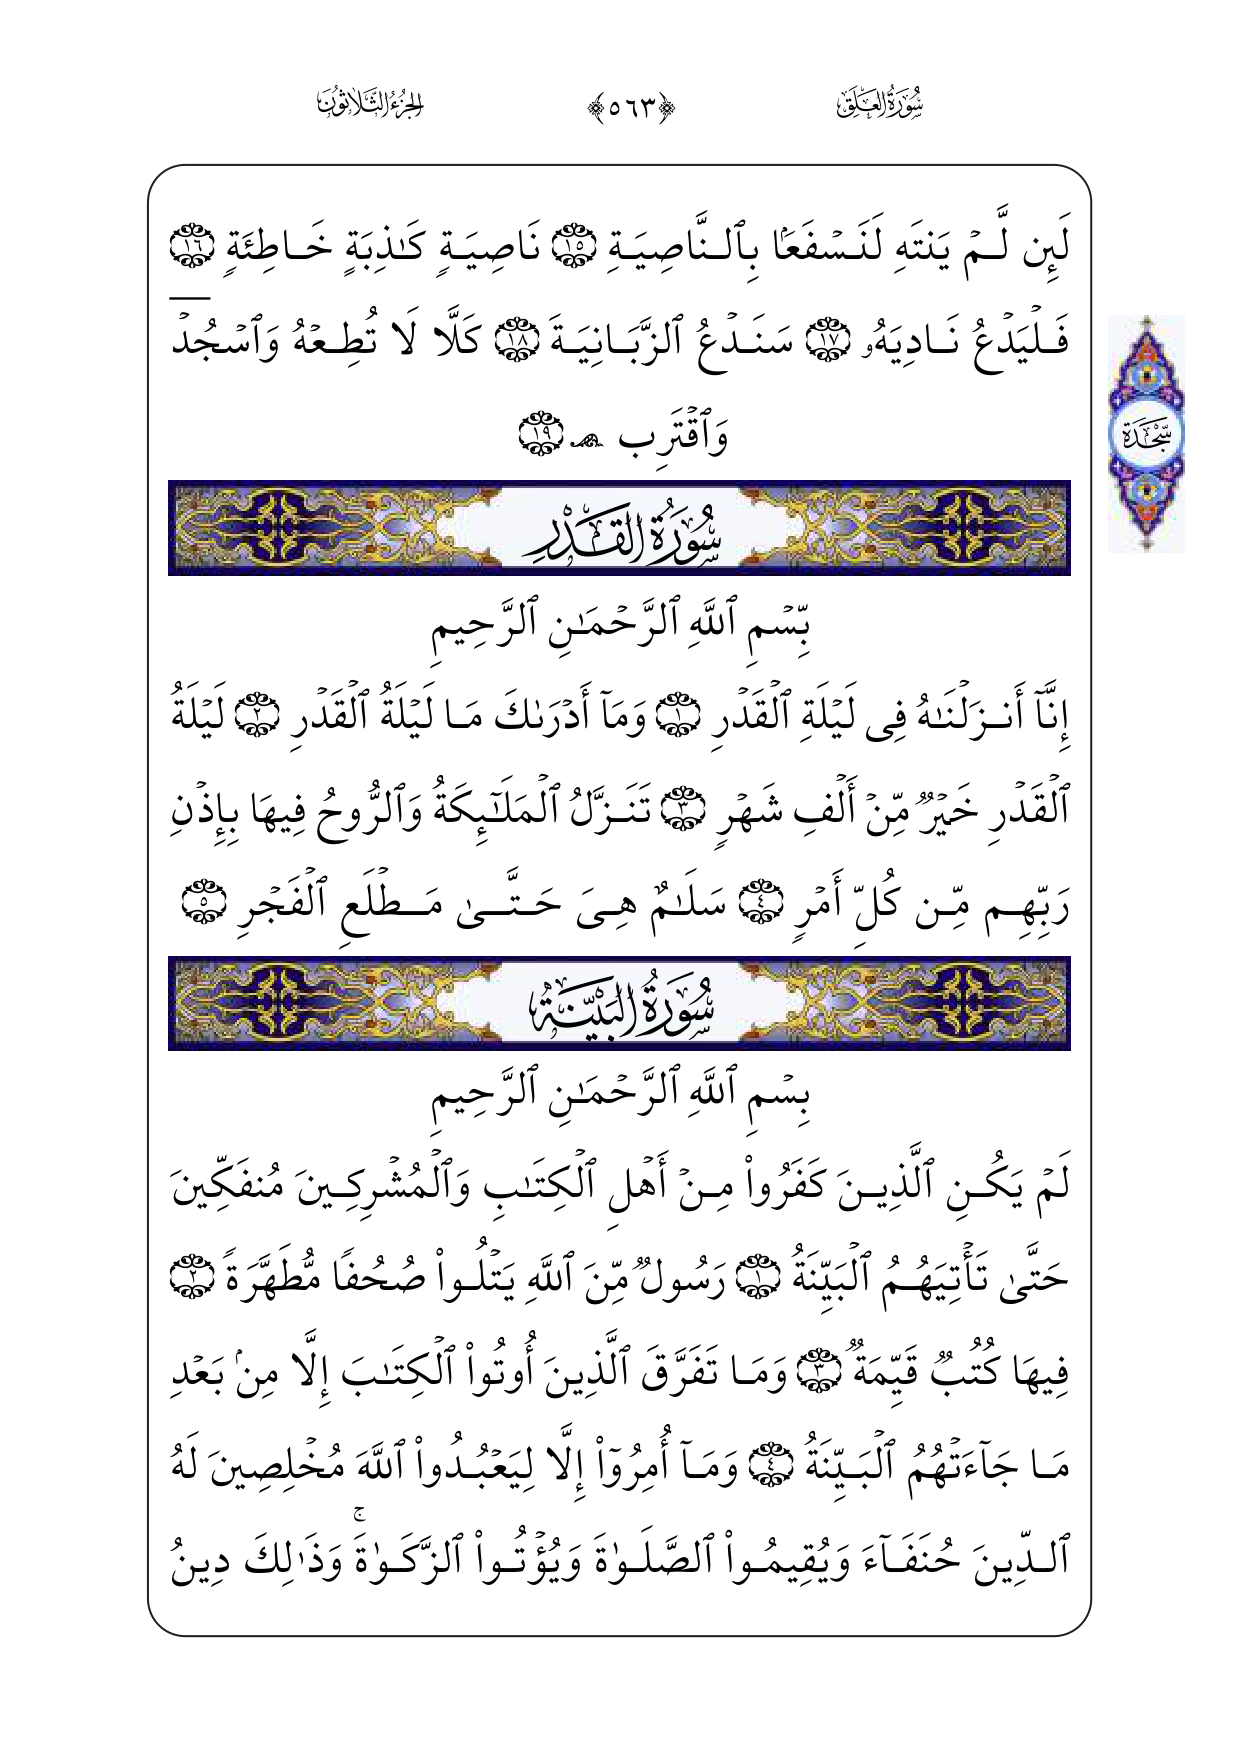 سُورَةُ العَلَقِ ﴿٥٦٣﴾ الجُزءُ الثَّلَاثُونَ
لَئِن لَّمۡ يَنتَهِ لَنَسۡفَعَۢا بِٱلنَّاصِيَةِ ١٥ نَاصِيَةٖ كَٰذِبَةٍ خَاطِئَةٖ ١٦
فَلۡيَدۡعُ نَادِيَهُۥ ١٧ سَنَدۡعُ ٱلزَّبَانِيَةَ ١٨ كَلَّا لَا تُطِعۡهُ وَٱسۡجُدۡۤ
وَٱقۡتَرِب ۩ ١٩
سَجْدَة
سُورَةُ القَدْرِ
بِّسۡمِ ٱللَّهِ ٱلرَّحۡمَٰنِ ٱلرَّحِيمِ
إِنَّآ أَنزَلۡنَٰهُ فِي لَيۡلَةِ ٱلۡقَدۡرِ ١ وَمَآ أَدۡرَىٰكَ مَا لَيۡلَةُ ٱلۡقَدۡرِ ٢ لَيۡلَةُ
ٱلۡقَدۡرِ خَيۡرٞ مِّنۡ أَلۡفِ شَهۡرٖ ٣ تَنَزَّلُ ٱلۡمَلَٰٓئِكَةُ وَٱلرُّوحُ فِيهَا بِإِذۡنِ
رَبِّهِم مِّن كُلِّ أَمۡرٖ ٤ سَلَٰمٌ هِيَ حَتَّىٰ مَطۡلَعِ ٱلۡفَجۡرِ ٥
سُورَةُ البَيِّنَةِ
بِسۡمِ ٱللَّهِ ٱلرَّحۡمَٰنِ ٱلرَّحِيمِ
لَمۡ يَكُنِ ٱلَّذِينَ كَفَرُواْ مِنۡ أَهۡلِ ٱلۡكِتَٰبِ وَٱلۡمُشۡرِكِينَ مُنفَكِّينَ
حَتَّىٰ تَأۡتِيَهُمُ ٱلۡبَيِّنَةُ ١ رَسُولٞ مِّنَ ٱللَّهِ يَتۡلُواْ صُحُفٗا مُّطَهَّرَةٗ ٢
فِيهَا كُتُبٞ قَيِّمَةٞ ٣ وَمَا تَفَرَّقَ ٱلَّذِينَ أُوتُواْ ٱلۡكِتَٰبَ إِلَّا مِنۢ بَعۡدِ
مَا جَآءَتۡهُمُ ٱلۡبَيِّنَةُ ٤ وَمَآ أُمِرُوٓاْ إِلَّا لِيَعۡبُدُواْ ٱللَّهَ مُخۡلِصِينَ لَهُ
ٱلدِّينَ حُنَفَآءَ وَيُقِيمُواْ ٱلصَّلَوٰةَ وَيُؤۡتُواْ ٱلزَّكَوٰةَۚ وَذَٰلِكَ دِينُ